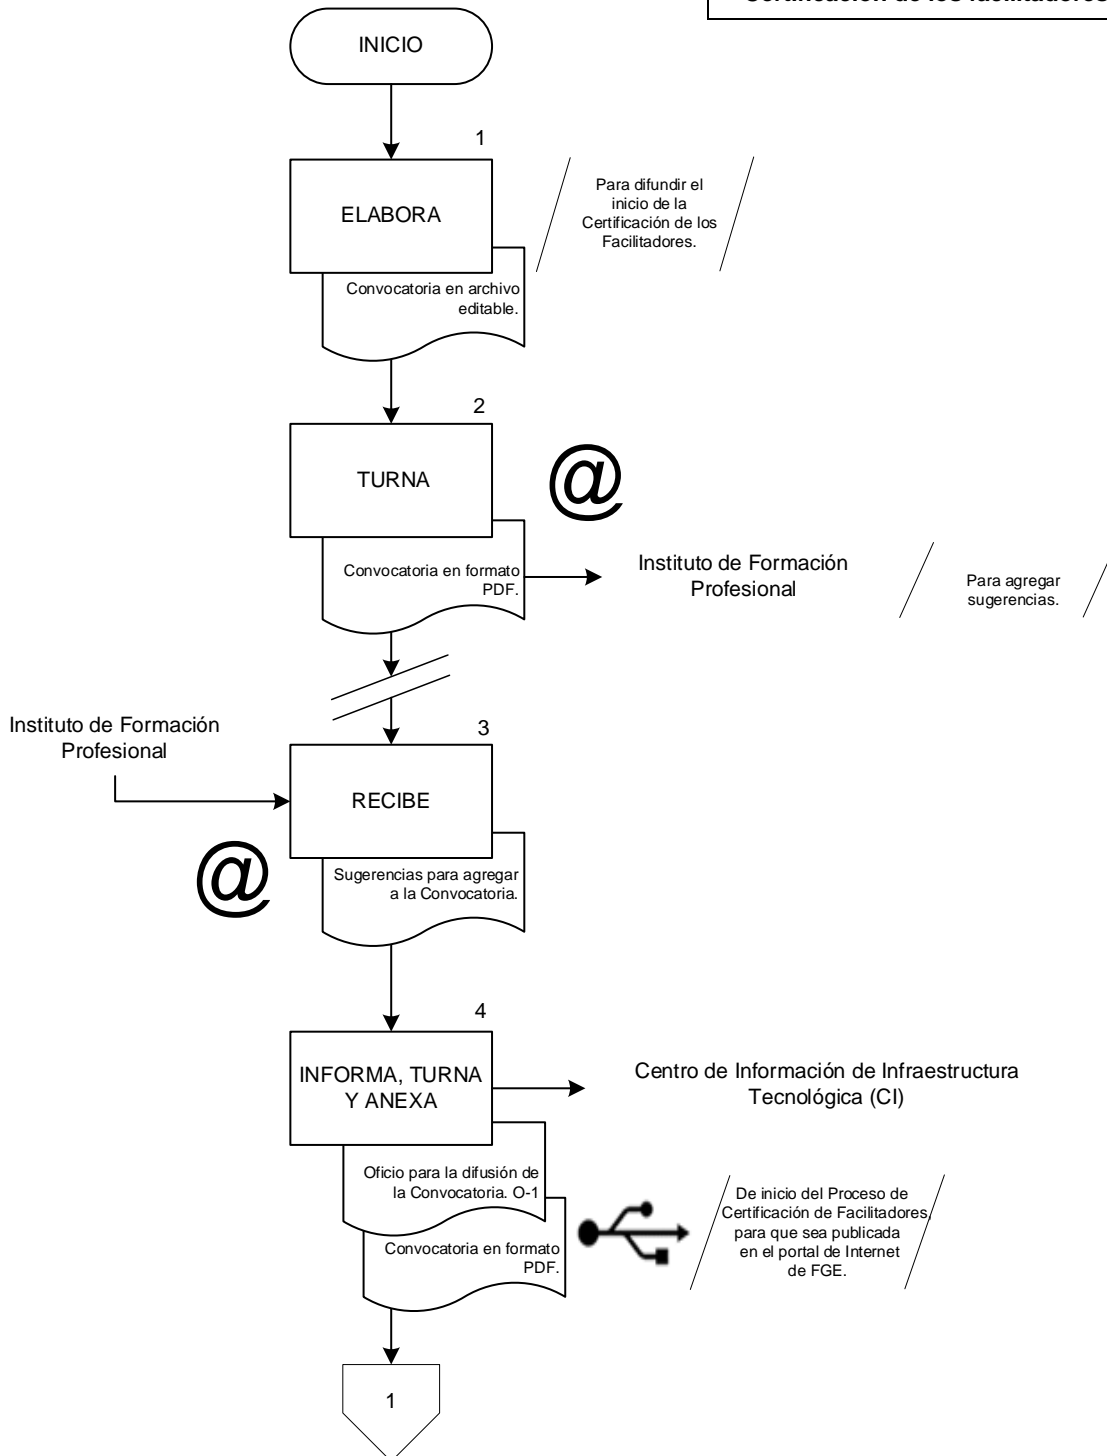 Certificación de los facilitadores
INICIO
1
ELABORA
Para difundir el
inicio de la
Certificación de los
Facilitadores.
Convocatoria en archivo
editable.
2
TURNA
@
Convocatoria en formato
PDF.
Instituto de Formación
Profesional
Para agregar
sugerencias.
Instituto de Formación
Profesional
3
RECIBE
@
Sugerencias para agregar
a la Convocatoria.
4
INFORMA, TURNA
Y ANEXA
Centro de Información de Infraestructura
Tecnológica (CI)
Oficio para la difusión de
la Convocatoria. O-1
Convocatoria en formato
PDF.
De inicio del Proceso de
Certificación de Facilitadores,
para que sea publicada
en el portal de Internet
de FGE.
1